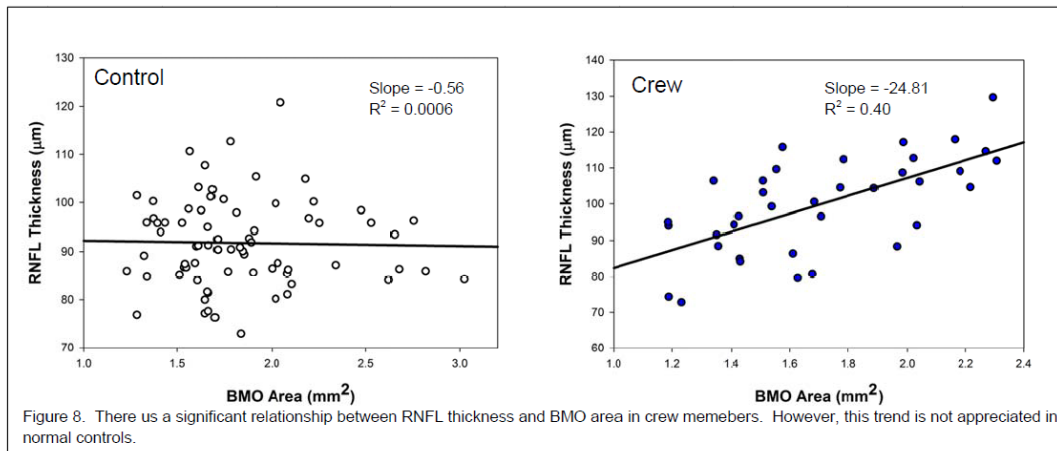 Control
Slope = -0.56
R² = 0.0006
RNFL Thickness (µm)
130
120
110
100
90
80
70
1.0 1.5 2.0 2.5 3.0
BMO Area (mm²)
Crew
Slope = -24.81
R² = 0.40
RNFL Thickness (µm)
140
130
120
110
100
90
80
70
60
1.0 1.2 1.4 1.6 1.8 2.0 2.2 2.4
BMO Area (mm²)
Figure 8. There us a significant relationship between RNFL thickness and BMO area in crew memebers. However, this trend is not appreciated in
normal controls.